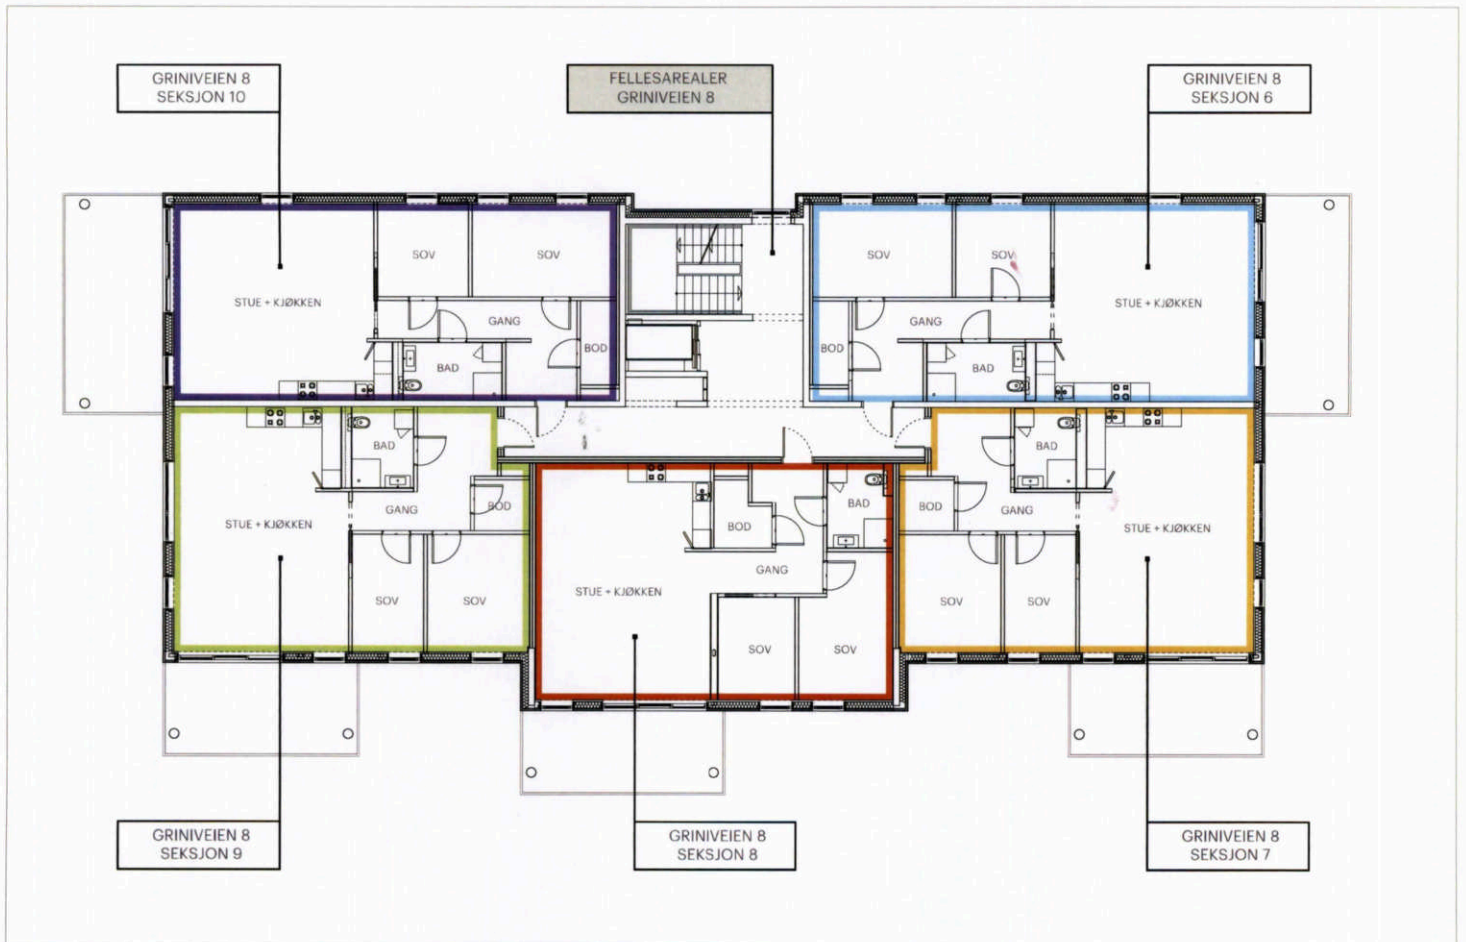 GRINIVEIEN 8
SEKSJON 10
FELLESAREALER
GRINIVEIEN 8
GRINIVEIEN 8
SEKSJON 6
SOV
SOV
STUE + KJØKKEN
GANG
BOD
BAD
SOV
SOV
STUE + KJØKKEN
GANG
BOD
BAD
BAD
STUE + KJØKKEN
GANG
BOD
SOV
SOV
BAD
BOD
GANG
STUE + KJØKKEN
SOV
SOV
BAD
BOD
GANG
STUE + KJØKKEN
SOV
SOV
GRINIVEIEN 8
SEKSJON 9
GRINIVEIEN 8
SEKSJON 8
GRINIVEIEN 8
SEKSJON 7